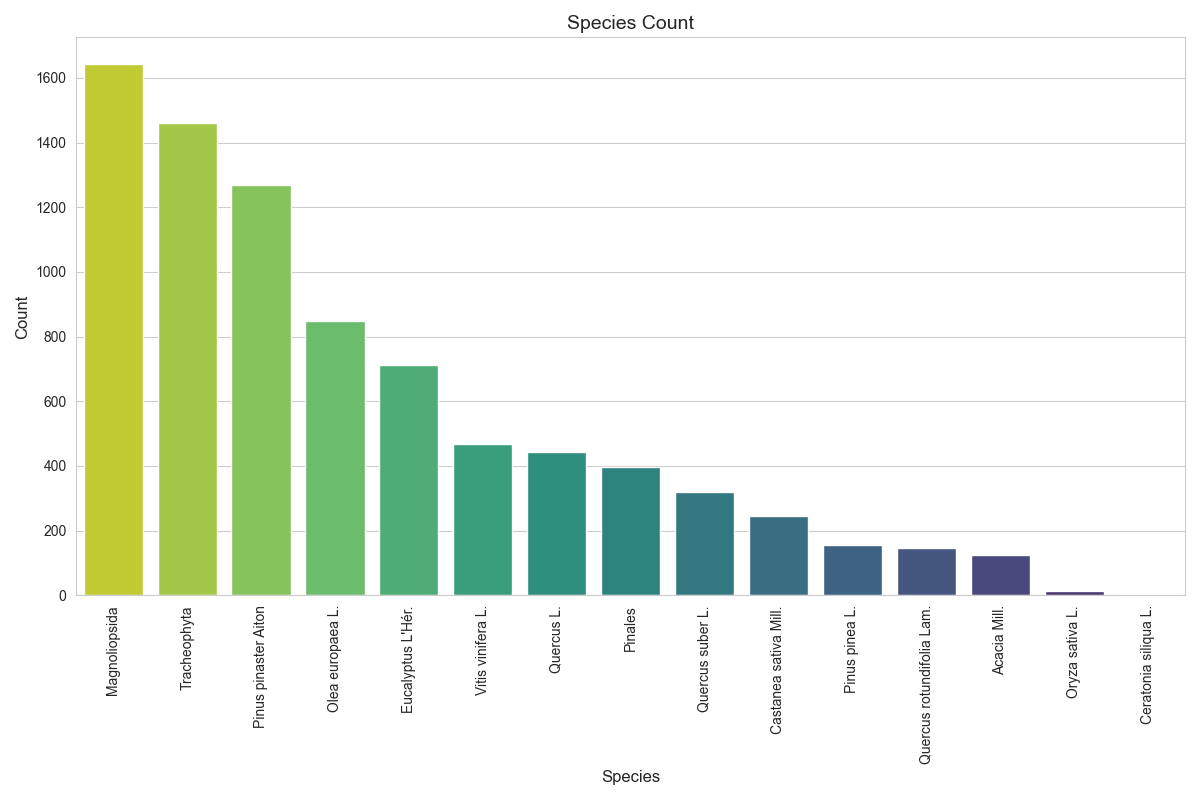 Species Count
Count
1600
1400
1200
1000
800
600
400
200
0
Magnoliopsida
Tracheophyta
Pinus pinaster Aiton
Olea europaea L.
Eucalyptus L'Hér.
Vitis vinifera L.
Quercus L.
Pinales
Quercus suber L.
Castanea sativa Mill.
Pinus pinea L.
Quercus rotundifolia Lam.
Acacia Mill.
Oryza sativa L.
Ceratonia siliqua L.
Species